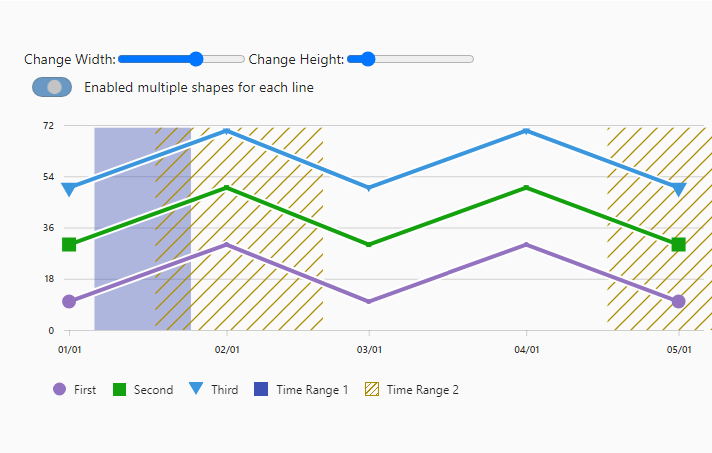 Change Width: Change Height:
Enabled multiple shapes for each line
72
54
36
18
0
01/01 02/01 03/01 04/01 05/01
First Second Third Time Range 1 Time Range 2